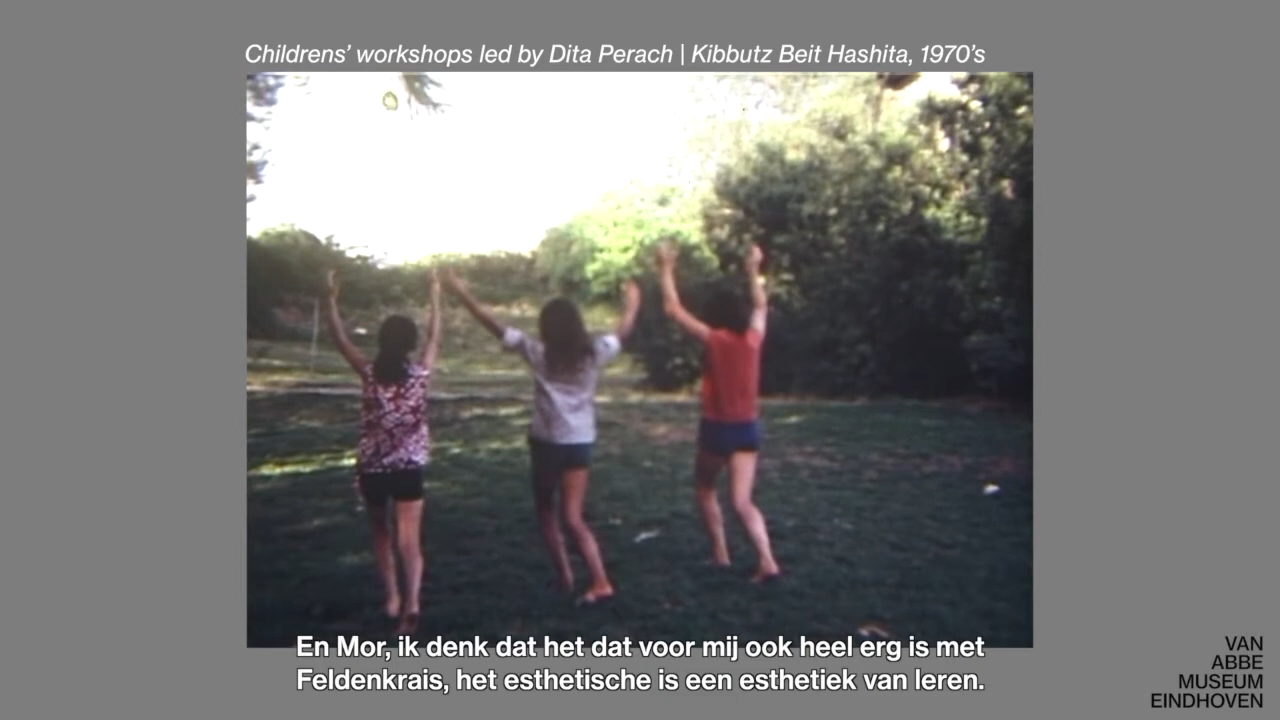 Childrens’ workshops led by Dita Perach | Kibbutz Beit Hashita, 1970’s
En Mor, ik denk dat het dat voor mij ook heel erg is met
Feldenkrais, het esthetische is een esthetiek van leren.
VAN
ABBE
MUSEUM
EINDHOVEN